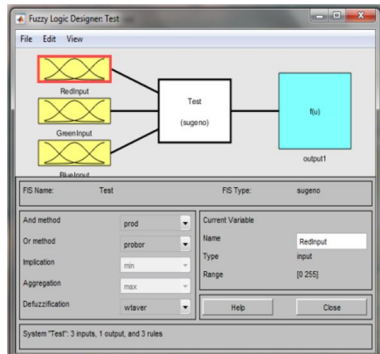 Fuzzy Logic Designer: Test
File Edit View
RedInput
GreenInput
BlueInput
Test
(sugeno)
f(u)
output1
FIS Name: Test FIS Type: sugeno
And method prod
Or method probor
Implication min
Aggregation max
Defuzzification wtaver
Current Variable
Name RedInput
Type input
Range [0 255]
Help Close
System "Test": 3 inputs, 1 output, and 3 rules